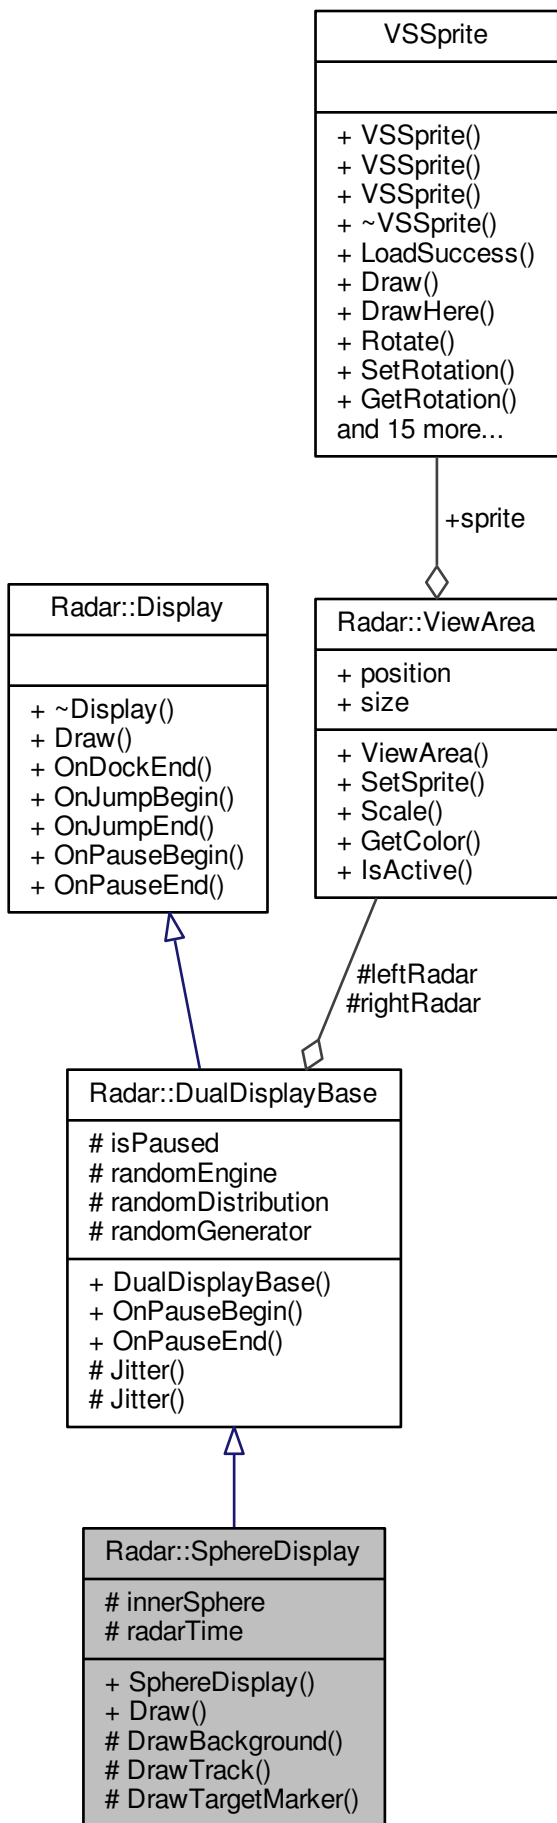 VSSprite
+ VSSprite()
+ VSSprite()
+ VSSprite()
+ ~VSSprite()
+ LoadSuccess()
+ Draw()
+ DrawHere()
+ Rotate()
+ SetRotation()
+ GetRotation()
and 15 more...
+sprite
Radar::Display
+ ~Display()
+ Draw()
+ OnDockEnd()
+ OnJumpBegin()
+ OnJumpEnd()
+ OnPauseBegin()
+ OnPauseEnd()
Radar::ViewArea
+ position
+ size
+ ViewArea()
+ SetSprite()
+ Scale()
+ GetColor()
+ IsActive()
#leftRadar
#rightRadar
Radar::DualDisplayBase
# isPaused
# randomEngine
# randomDistribution
# randomGenerator
+ DualDisplayBase()
+ OnPauseBegin()
+ OnPauseEnd()
# Jitter()
# Jitter()
Radar::SphereDisplay
# innerSphere
# radarTime
+ SphereDisplay()
+ Draw()
# DrawBackground()
# DrawTrack()
# DrawTargetMarker()